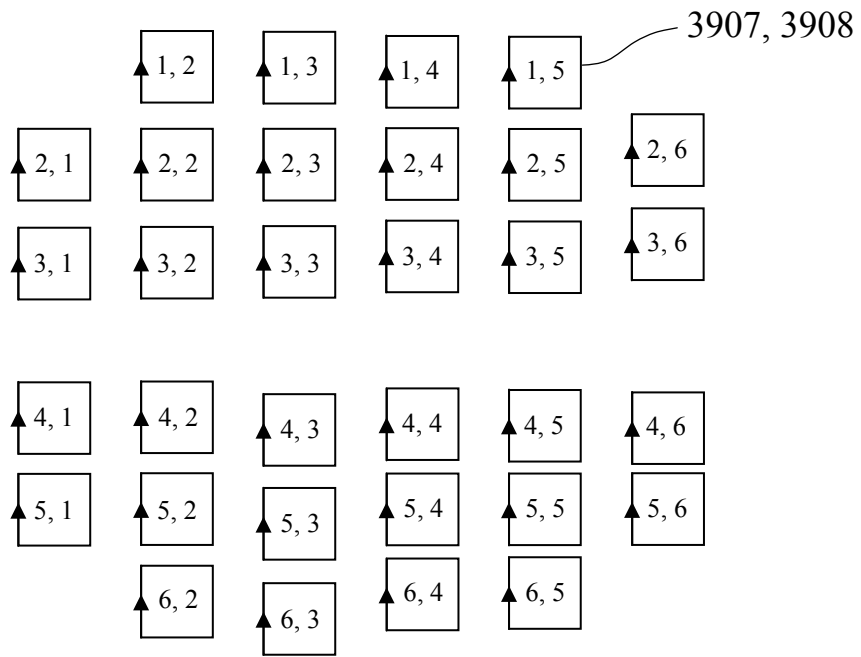 3907, 3908
1, 2 1, 3 1, 4 1, 5
2, 1 2, 2 2, 3 2, 4 2, 5 2, 6
3, 1 3, 2 3, 3 3, 4 3, 5 3, 6
4, 1 4, 2 4, 3 4, 4 4, 5 4, 6
5, 1 5, 2 5, 3 5, 4 5, 5 5, 6
6, 2 6, 3 6, 4 6, 5